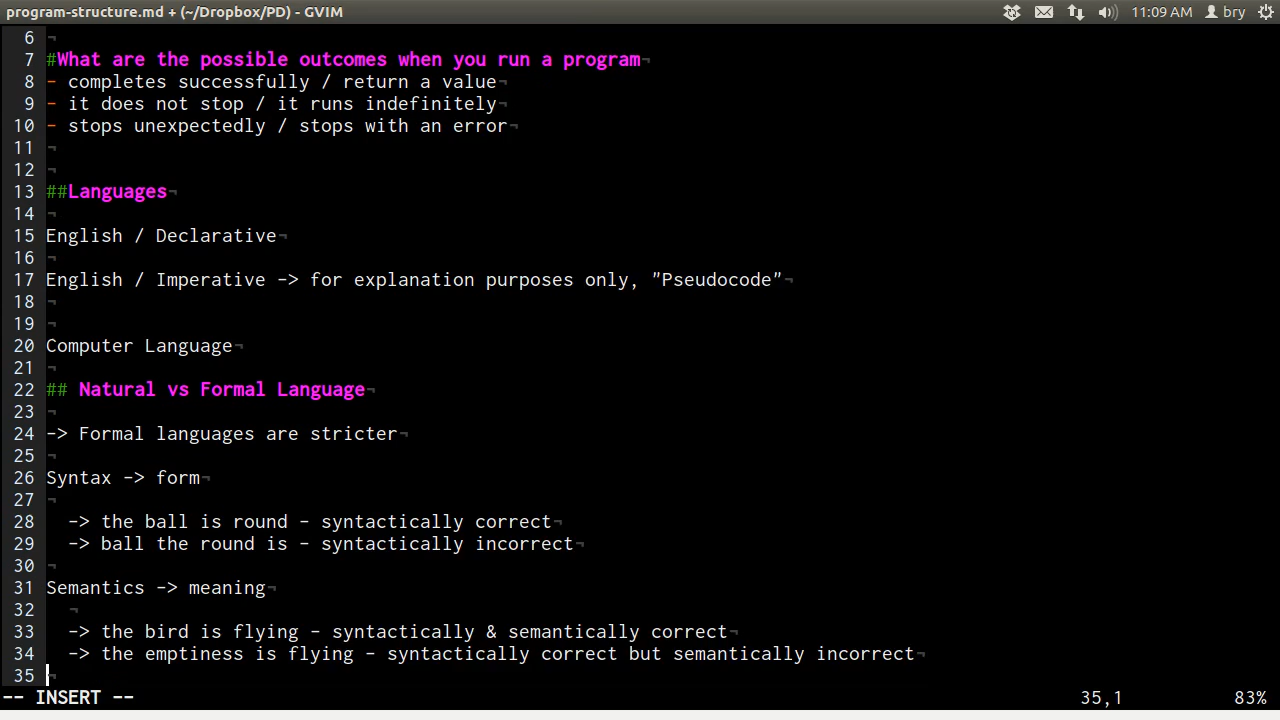 program-structure.md + (~/Dropbox/PD) - GVIM 11:09 AM bry
6 ¬
7 #What are the possible outcomes when you run a program¬
8 - completes successfully / return a value¬
9 - it does not stop / it runs indefinitely¬
10 - stops unexpectedly / stops with an error¬
11 ¬
12 ¬
13 ##Languages¬
14 ¬
15 English / Declarative¬
16 ¬
17 English / Imperative -> for explanation purposes only, "Pseudocode"¬
18 ¬
19 ¬
20 Computer Language¬
21 ¬
22 ## Natural vs Formal Language¬
23 ¬
24 -> Formal languages are stricter¬
25 ¬
26 Syntax -> form¬
27 ¬
28   -> the ball is round - syntactically correct¬
29   -> ball the round is - syntactically incorrect¬
30 ¬
31 Semantics -> meaning¬
32   ¬
33   -> the bird is flying - syntactically & semantically correct¬
34   -> the emptiness is flying - syntactically correct but semantically incorrect¬
35 ¬
-- INSERT -- 35,1 83%